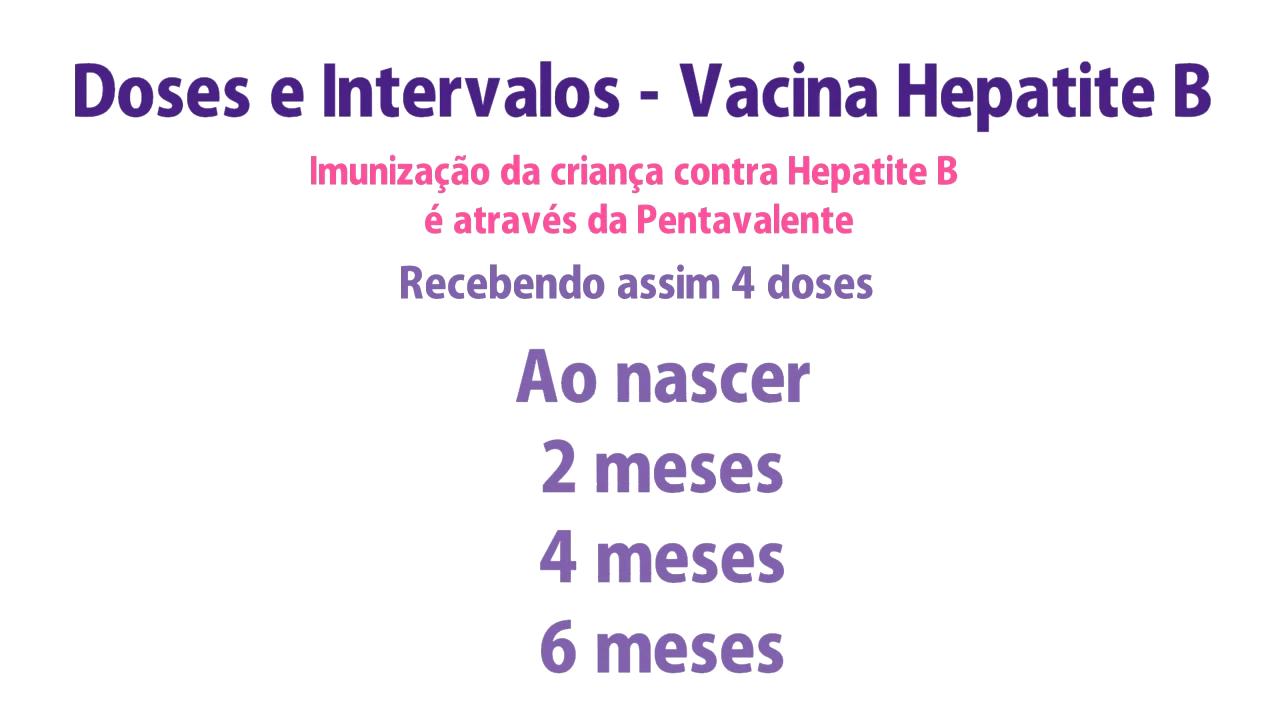 Doses e Intervalos - Vacina Hepatite B
Imunização da criança contra Hepatite B
é através da Pentavalente
Recebendo assim 4 doses
Ao nascer
2 meses
4 meses
6 meses